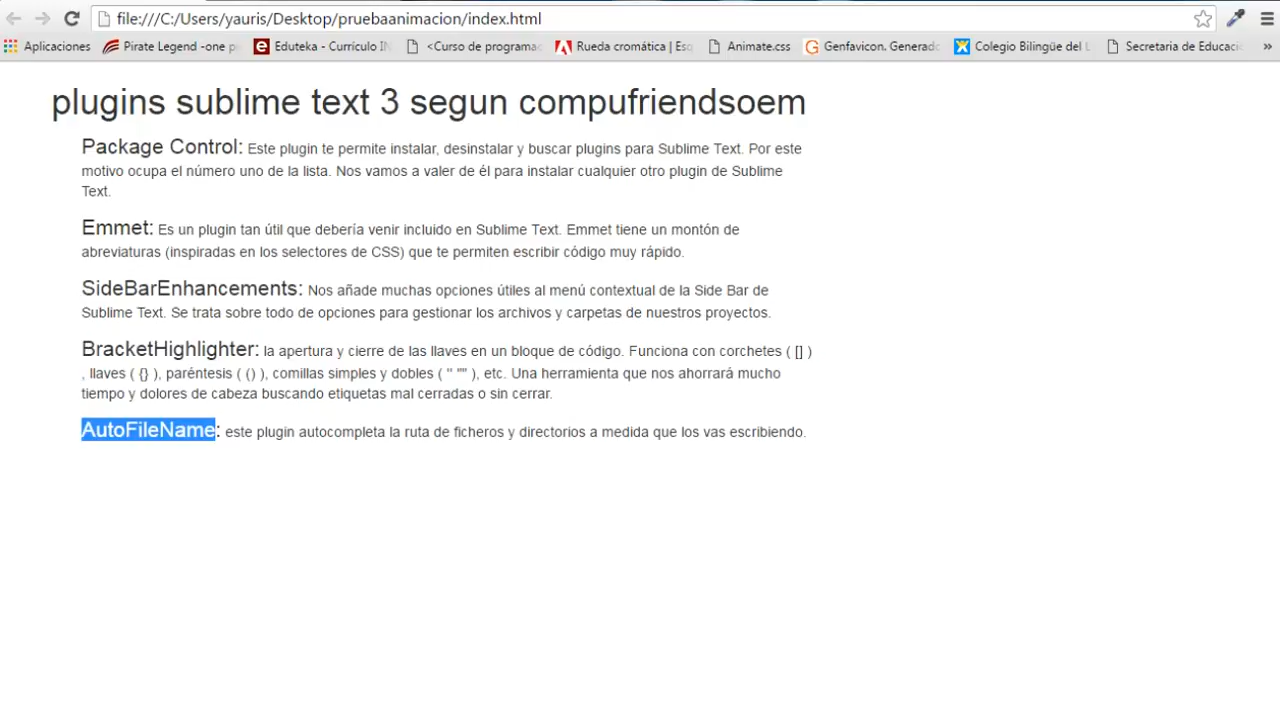 file:///C:/Users/yauris/Desktop/pruebaanimacion/index.html
Aplicaciones Pirate Legend -one p Eduteka - Currículo IN <Curso de programac Rueda cromática | Esq Animate.css Genfavicon. Generado Colegio Bilingüe del L Secretaria de Educaci »
plugins sublime text 3 segun compufriendsoem
Package Control: Este plugin te permite instalar, desinstalar y buscar plugins para Sublime Text. Por este
motivo ocupa el número uno de la lista. Nos vamos a valer de él para instalar cualquier otro plugin de Sublime
Text.
Emmet: Es un plugin tan útil que debería venir incluido en Sublime Text. Emmet tiene un montón de
abreviaturas (inspiradas en los selectores de CSS) que te permiten escribir código muy rápido.
SideBarEnhancements: Nos añade muchas opciones útiles al menú contextual de la Side Bar de
Sublime Text. Se trata sobre todo de opciones para gestionar los archivos y carpetas de nuestros proyectos.
BracketHighlighter: la apertura y cierre de las llaves en un bloque de código. Funciona con corchetes ( [] )
, llaves ( {} ), paréntesis ( () ), comillas simples y dobles ( '' "" ), etc. Una herramienta que nos ahorrará mucho
tiempo y dolores de cabeza buscando etiquetas mal cerradas o sin cerrar.
AutoFileName: este plugin autocompleta la ruta de ficheros y directorios a medida que los vas escribiendo.